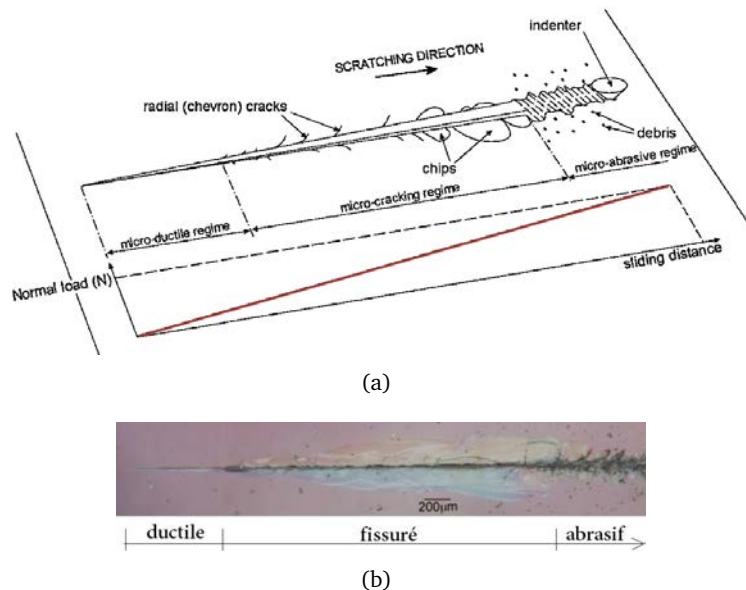 indenter
SCRATCHING DIRECTION
radial (chevron) cracks
debris
chips
micro-abrasive regime
micro-cracking regime
micro-ductile regime
Normal load (N)
sliding distance
(a)
200μm
ductile
fissuré
abrasif
(b)